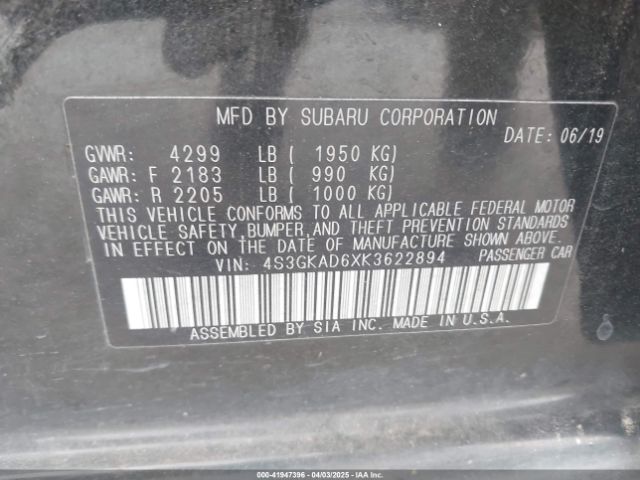 MFD BY SUBARU CORPORATION
DATE: 06/19
GVWR: 4299 LB ( 1950 KG)
GAWR: F 2183 LB ( 990 KG)
GAWR: R 2205 LB ( 1000 KG)
THIS VEHICLE CONFORMS TO ALL APPLICABLE FEDERAL MOTOR
VEHICLE SAFETY, BUMPER, AND THEFT PREVENTION STANDARDS
IN EFFECT ON THE DATE OF MANUFACTURE SHOWN ABOVE.
VIN: 4S3GKAD6XK3622894 PASSENGER CAR
ASSEMBLED BY SIA INC. MADE IN U.S.A.
000-41947396 - 04/03/2025 - IAAI.COM